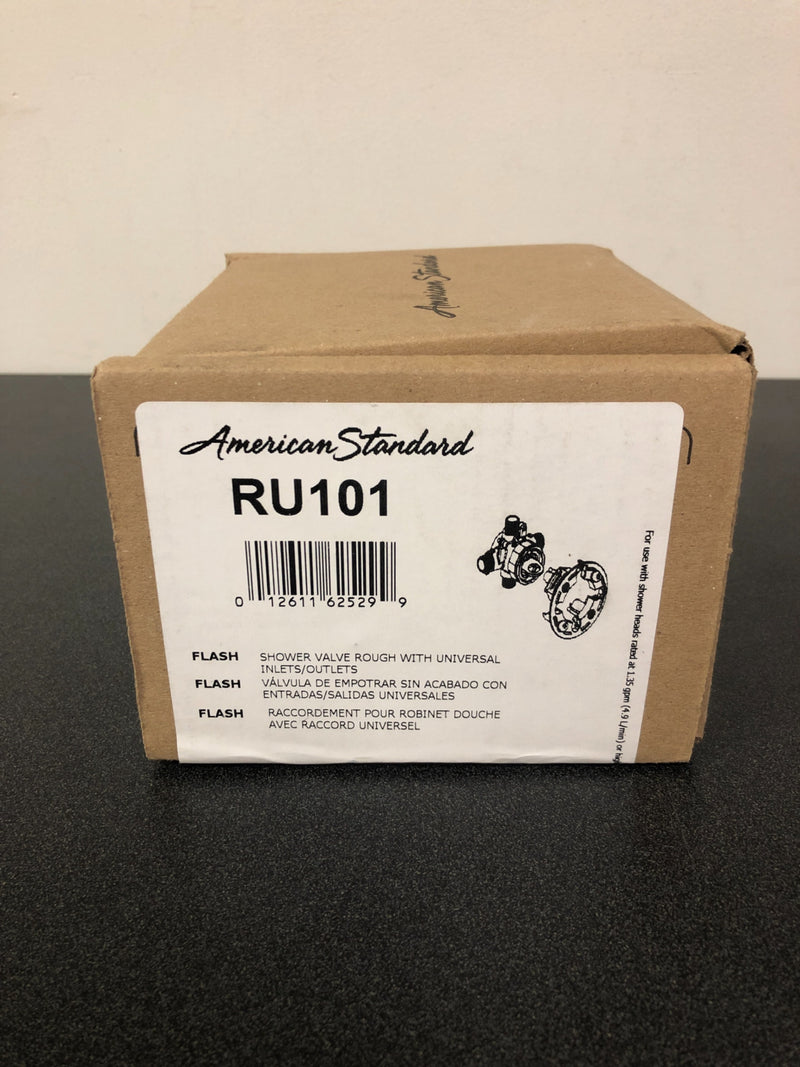 American Standard
American Standard
RU101
0 12611 62529 9
FLASH SHOWER VALVE ROUGH WITH UNIVERSAL
INLETS/OUTLETS
FLASH VÁLVULA DE EMPOTRAR SIN ACABADO CON
ENTRADAS/SALIDAS UNIVERSALES
FLASH RACCORDEMENT POUR ROBINET DOUCHE
AVEC RACCORD UNIVERSEL
For use with shower heads rated at 1.35 gpm (4.9 L/min) or